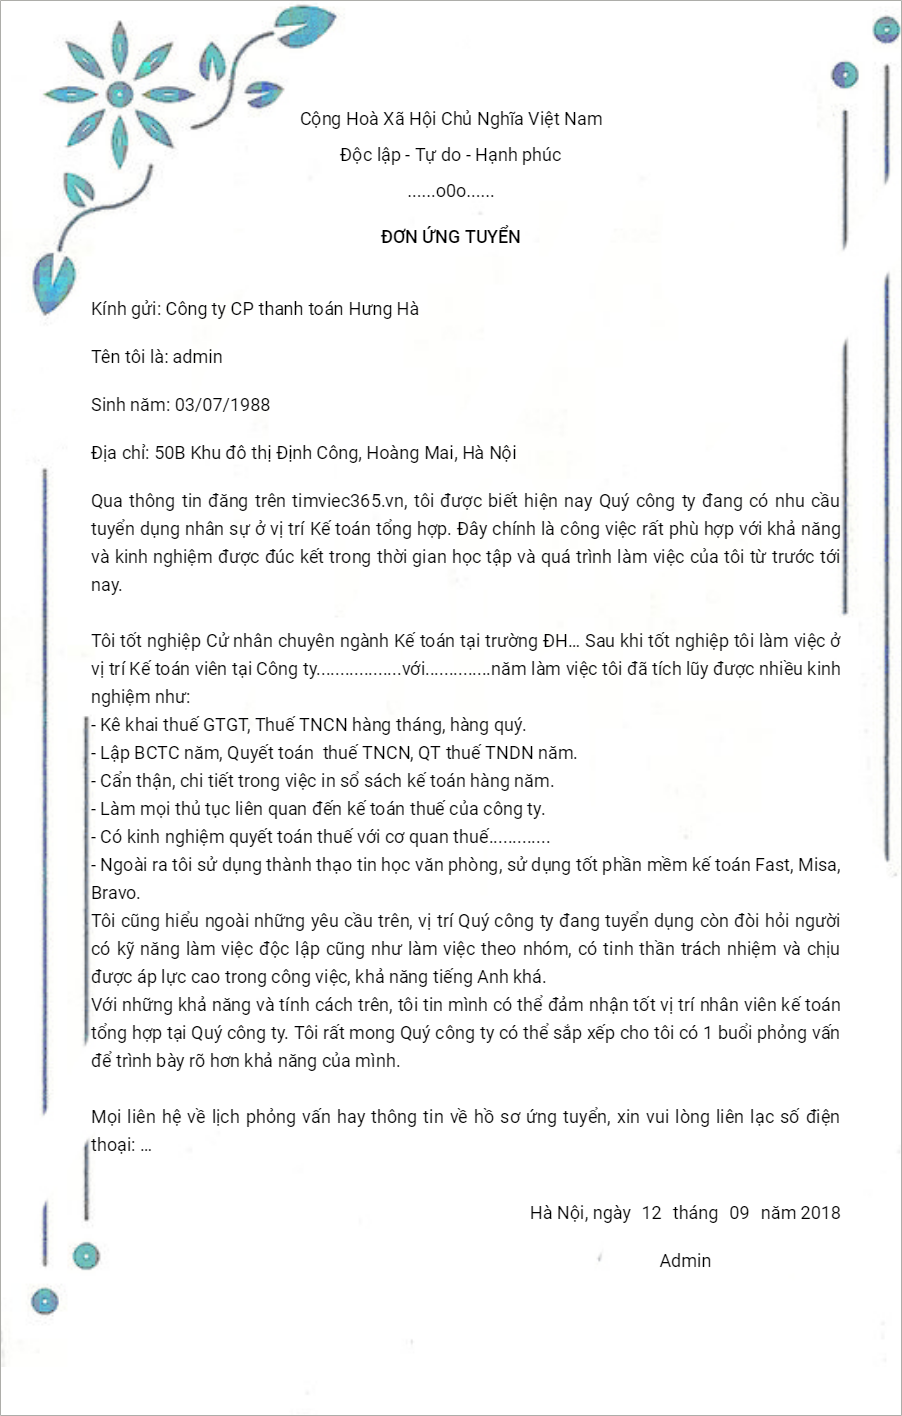 Cộng Hoà Xã Hội Chủ Nghĩa Việt Nam
Độc lập - Tự do - Hạnh phúc
......o0o......
ĐƠN ỨNG TUYỂN
Kính gửi: Công ty CP thanh toán Hưng Hà
Tên tôi là: admin
Sinh năm: 03/07/1988
Địa chỉ: 50B Khu đô thị Định Công, Hoàng Mai, Hà Nội
Qua thông tin đăng trên timviec365.vn, tôi được biết hiện nay Quý công ty đang có nhu cầu
tuyển dụng nhân sự ở vị trí Kế toán tổng hợp. Đây chính là công việc rất phù hợp với khả năng
và kinh nghiệm được đúc kết trong thời gian học tập và quá trình làm việc của tôi từ trước tới
nay.
Tôi tốt nghiệp Cử nhân chuyên ngành Kế toán tại trường ĐH… Sau khi tốt nghiệp tôi làm việc ở
vị trí Kế toán viên tại Công ty..................với..............năm làm việc tôi đã tích lũy được nhiều kinh
nghiệm như:
- Kê khai thuế GTGT, Thuế TNCN hàng tháng, hàng quý.
- Lập BCTC năm, Quyết toán  thuế TNCN, QT thuế TNDN năm.
- Cẩn thận, chi tiết trong việc in sổ sách kế toán hàng năm.
- Làm mọi thủ tục liên quan đến kế toán thuế của công ty.
- Có kinh nghiệm quyết toán thuế với cơ quan thuế.............
- Ngoài ra tôi sử dụng thành thạo tin học văn phòng, sử dụng tốt phần mềm kế toán Fast, Misa,
Bravo.
Tôi cũng hiểu ngoài những yêu cầu trên, vị trí Quý công ty đang tuyển dụng còn đòi hỏi người
có kỹ năng làm việc độc lập cũng như làm việc theo nhóm, có tinh thần trách nhiệm và chịu
được áp lực cao trong công việc, khả năng tiếng Anh khá.
Với những khả năng và tính cách trên, tôi tin mình có thể đảm nhận tốt vị trí nhân viên kế toán
tổng hợp tại Quý công ty. Tôi rất mong Quý công ty có thể sắp xếp cho tôi có 1 buổi phỏng vấn
để trình bày rõ hơn khả năng của mình.
Mọi liên hệ về lịch phỏng vấn hay thông tin về hồ sơ ứng tuyển, xin vui lòng liên lạc số điện
thoại: …
Hà Nội, ngày 12 tháng 09 năm 2018
Admin